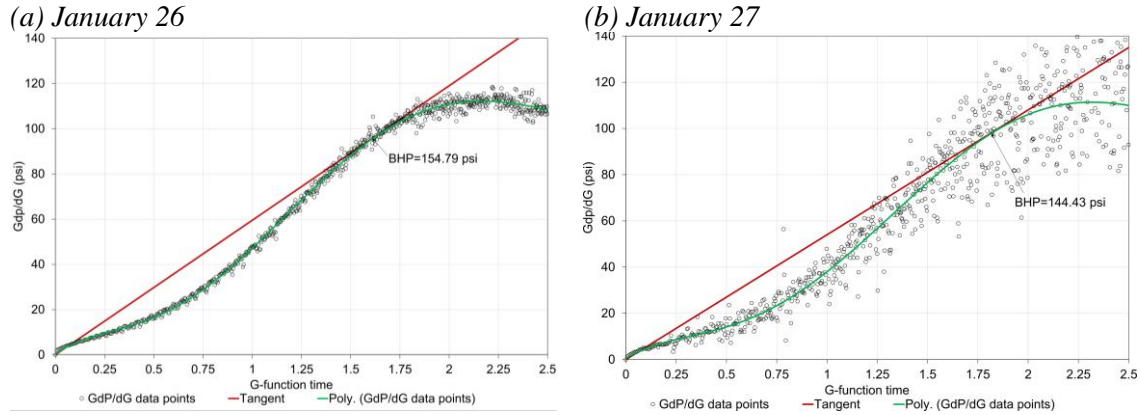 (a) January 26
(b) January 27
140
120
100
80
60
40
20
0
Gdp/dG (psi)
BHP=154.79 psi
0
0.25
0.5
0.75
1
1.25
1.5
1.75
2
2.25
2.5
G-function time
GdP/dG data points
Tangent
Poly. (GdP/dG data points)
140
120
100
80
60
40
20
0
Gdp/dG (psi)
BHP=144.43 psi
0
0.25
0.5
0.75
1
1.25
1.5
1.75
2
2.25
2.5
G-function time
GdP/dG data points
Tangent
Poly. (GdP/dG data points)